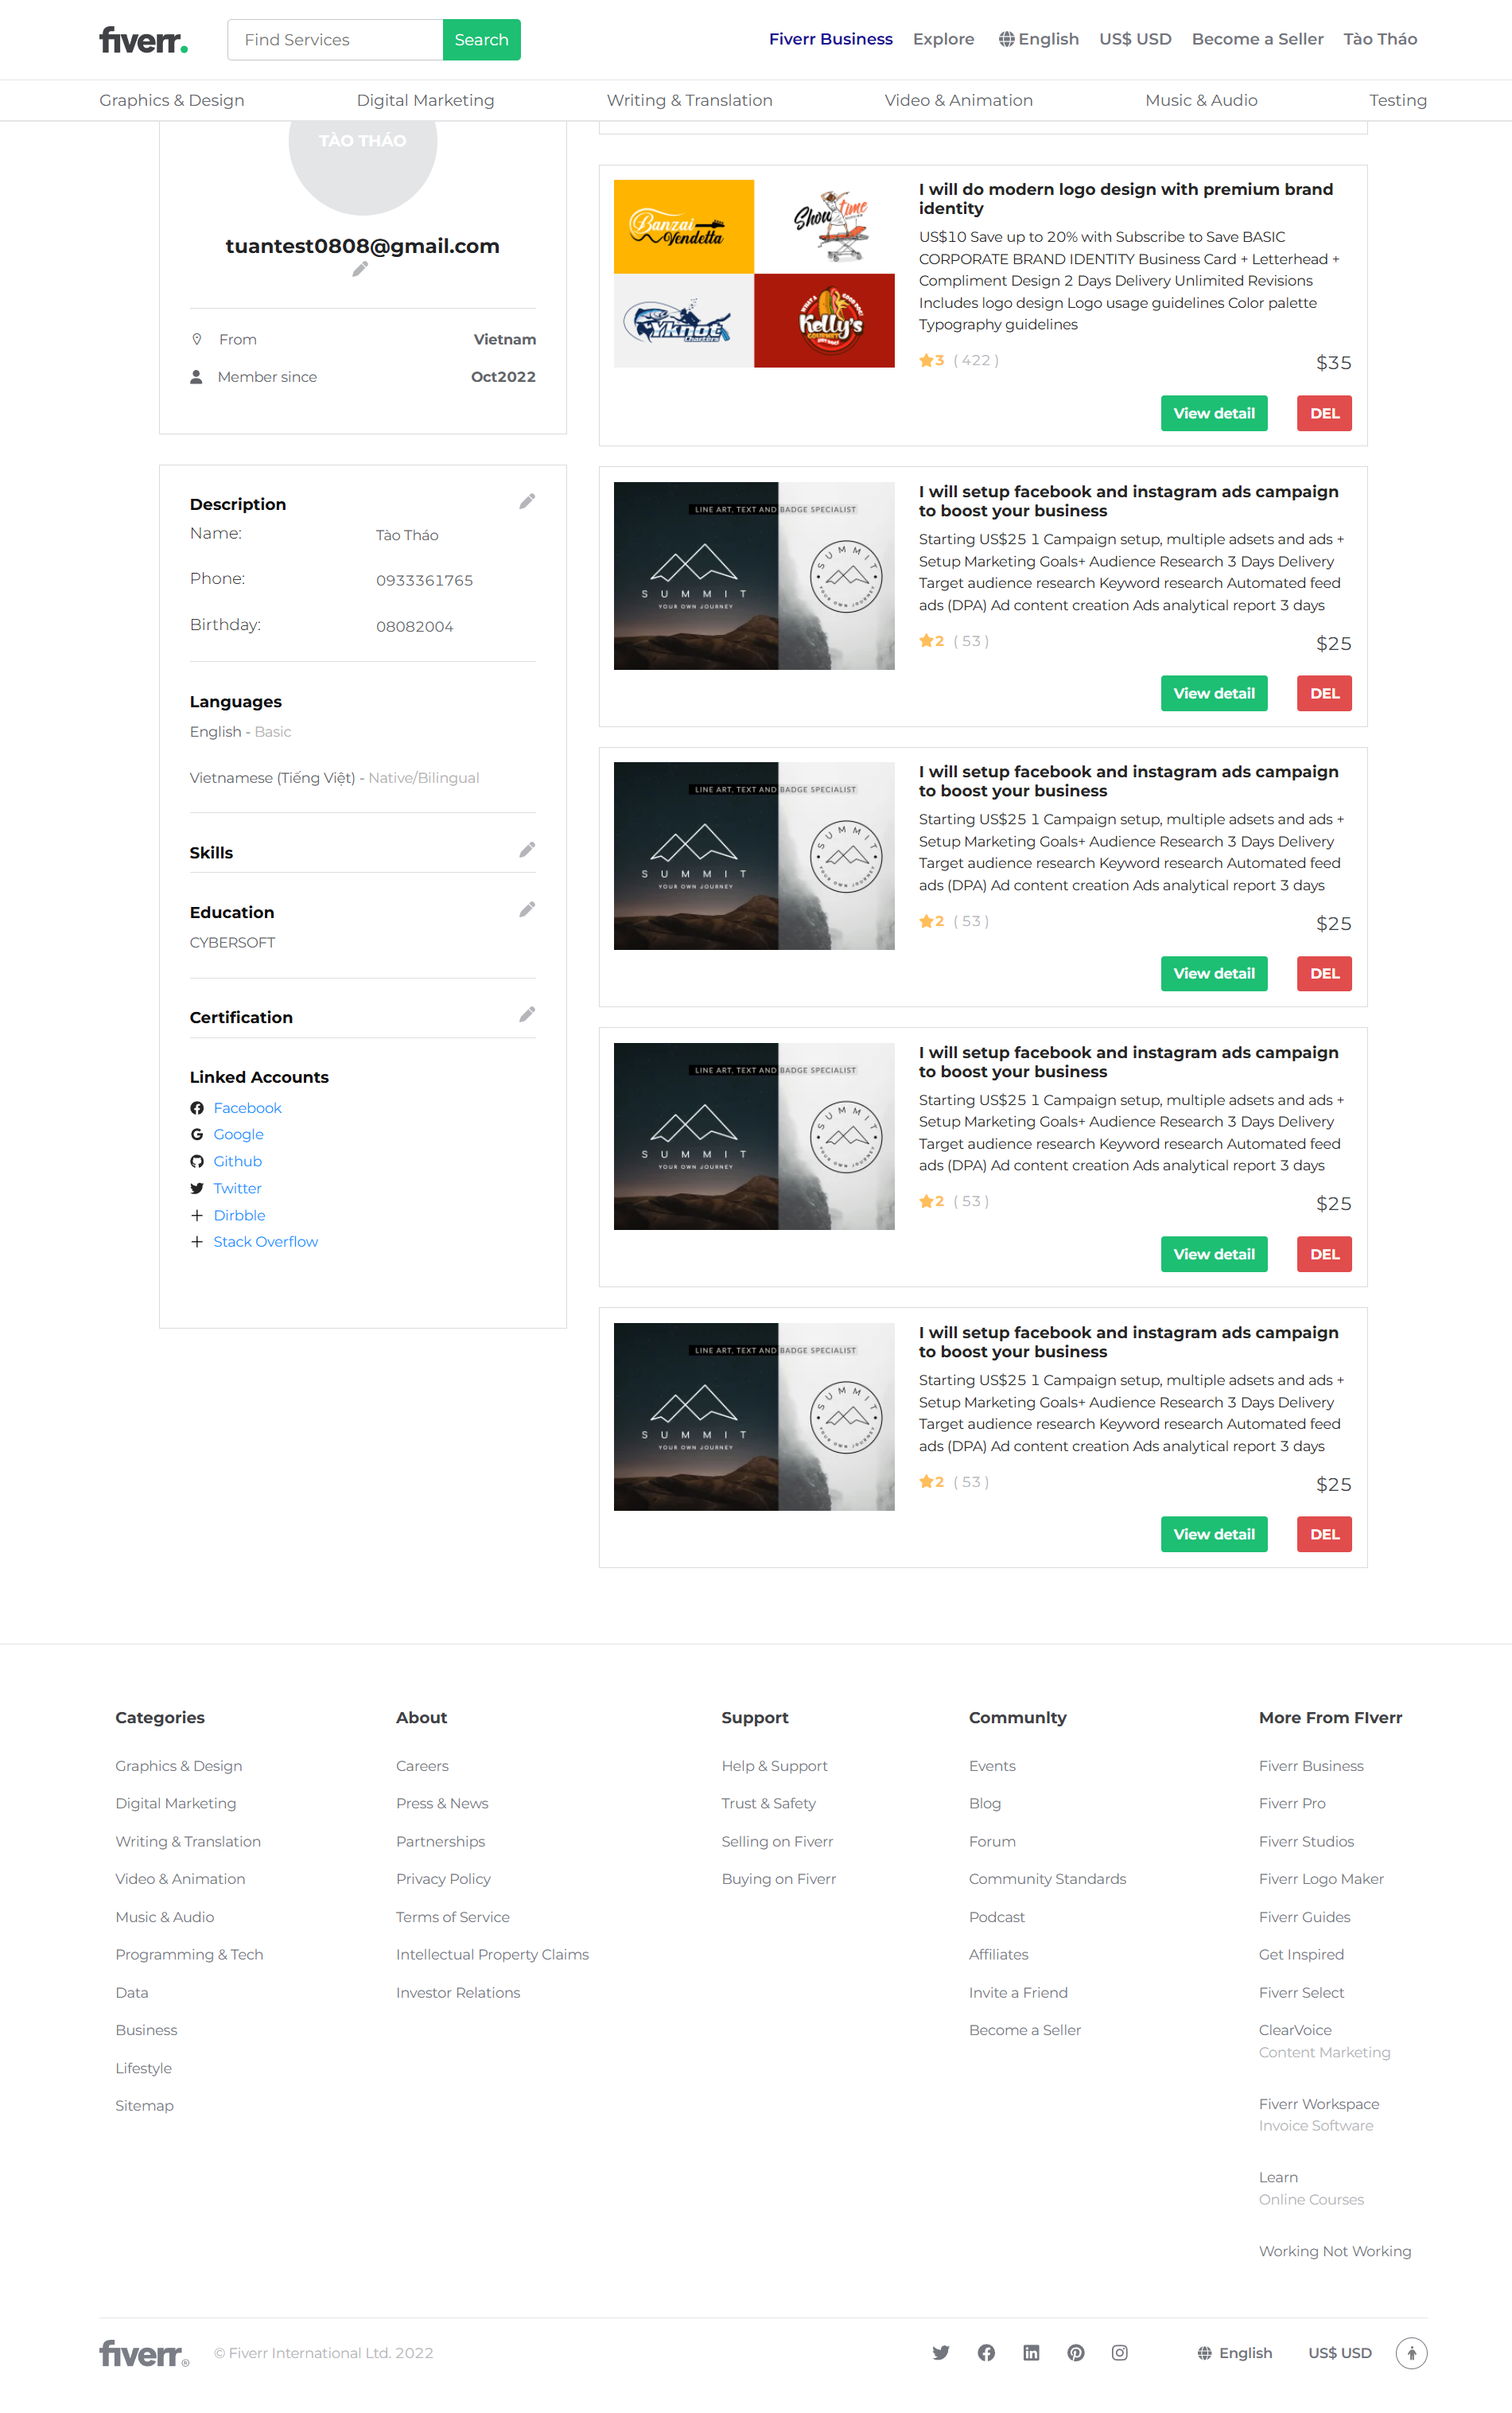 fiverr.
Find Services
Search
Fiverr Business
Explore
English
US$ USD
Become a Seller
Tào Tháo
Graphics & Design
Digital Marketing
Writing & Translation
Video & Animation
Music & Audio
Testing
TÀO THÁO
tuantest0808@gmail.com
From
Vietnam
Member since
Oct2022
Description
Name:
Tào Tháo
Phone:
0933361765
Birthday:
08082004
Languages
English - Basic
Vietnamese (Tiếng Việt) - Native/Bilingual
Skills
Education
CYBERSOFT
Certification
Linked Accounts
Facebook
Google
Github
Twitter
Dirbble
Stack Overflow
Banzai
Vendetta
Show time
Yknot
Charters
Kelly's
GOURMET
I will do modern logo design with premium brand
identity
US$10 Save up to 20% with Subscribe to Save BASIC
CORPORATE BRAND IDENTITY Business Card + Letterhead +
Compliment Design 2 Days Delivery Unlimited Revisions
Includes logo design Logo usage guidelines Color palette
Typography guidelines
3 ( 422 )
$35
View detail
DEL
LINE ART, TEXT AND BADGE SPECIALIST
SUMMIT
YOUR OWN JOURNEY
SUMMIT
YOUR OWN JOURNEY
I will setup facebook and instagram ads campaign
to boost your business
Starting US$25 1 Campaign setup, multiple adsets and ads +
Setup Marketing Goals+ Audience Research 3 Days Delivery
Target audience research Keyword research Automated feed
ads (DPA) Ad content creation Ads analytical report 3 days
2 ( 53 )
$25
View detail
DEL
LINE ART, TEXT AND BADGE SPECIALIST
SUMMIT
YOUR OWN JOURNEY
SUMMIT
YOUR OWN JOURNEY
I will setup facebook and instagram ads campaign
to boost your business
Starting US$25 1 Campaign setup, multiple adsets and ads +
Setup Marketing Goals+ Audience Research 3 Days Delivery
Target audience research Keyword research Automated feed
ads (DPA) Ad content creation Ads analytical report 3 days
2 ( 53 )
$25
View detail
DEL
LINE ART, TEXT AND BADGE SPECIALIST
SUMMIT
YOUR OWN JOURNEY
SUMMIT
YOUR OWN JOURNEY
I will setup facebook and instagram ads campaign
to boost your business
Starting US$25 1 Campaign setup, multiple adsets and ads +
Setup Marketing Goals+ Audience Research 3 Days Delivery
Target audience research Keyword research Automated feed
ads (DPA) Ad content creation Ads analytical report 3 days
2 ( 53 )
$25
View detail
DEL
LINE ART, TEXT AND BADGE SPECIALIST
SUMMIT
YOUR OWN JOURNEY
SUMMIT
YOUR OWN JOURNEY
I will setup facebook and instagram ads campaign
to boost your business
Starting US$25 1 Campaign setup, multiple adsets and ads +
Setup Marketing Goals+ Audience Research 3 Days Delivery
Target audience research Keyword research Automated feed
ads (DPA) Ad content creation Ads analytical report 3 days
2 ( 53 )
$25
View detail
DEL
Categories
Graphics & Design
Digital Marketing
Writing & Translation
Video & Animation
Music & Audio
Programming & Tech
Data
Business
Lifestyle
Sitemap
About
Careers
Press & News
Partnerships
Privacy Policy
Terms of Service
Intellectual Property Claims
Investor Relations
Support
Help & Support
Trust & Safety
Selling on Fiverr
Buying on Fiverr
CommunIty
Events
Blog
Forum
Community Standards
Podcast
Affiliates
Invite a Friend
Become a Seller
More From FIverr
Fiverr Business
Fiverr Pro
Fiverr Studios
Fiverr Logo Maker
Fiverr Guides
Get Inspired
Fiverr Select
ClearVoice
Content Marketing
Fiverr Workspace
Invoice Software
Learn
Online Courses
Working Not Working
fiverr®
© Fiverr International Ltd. 2022
English
US$ USD